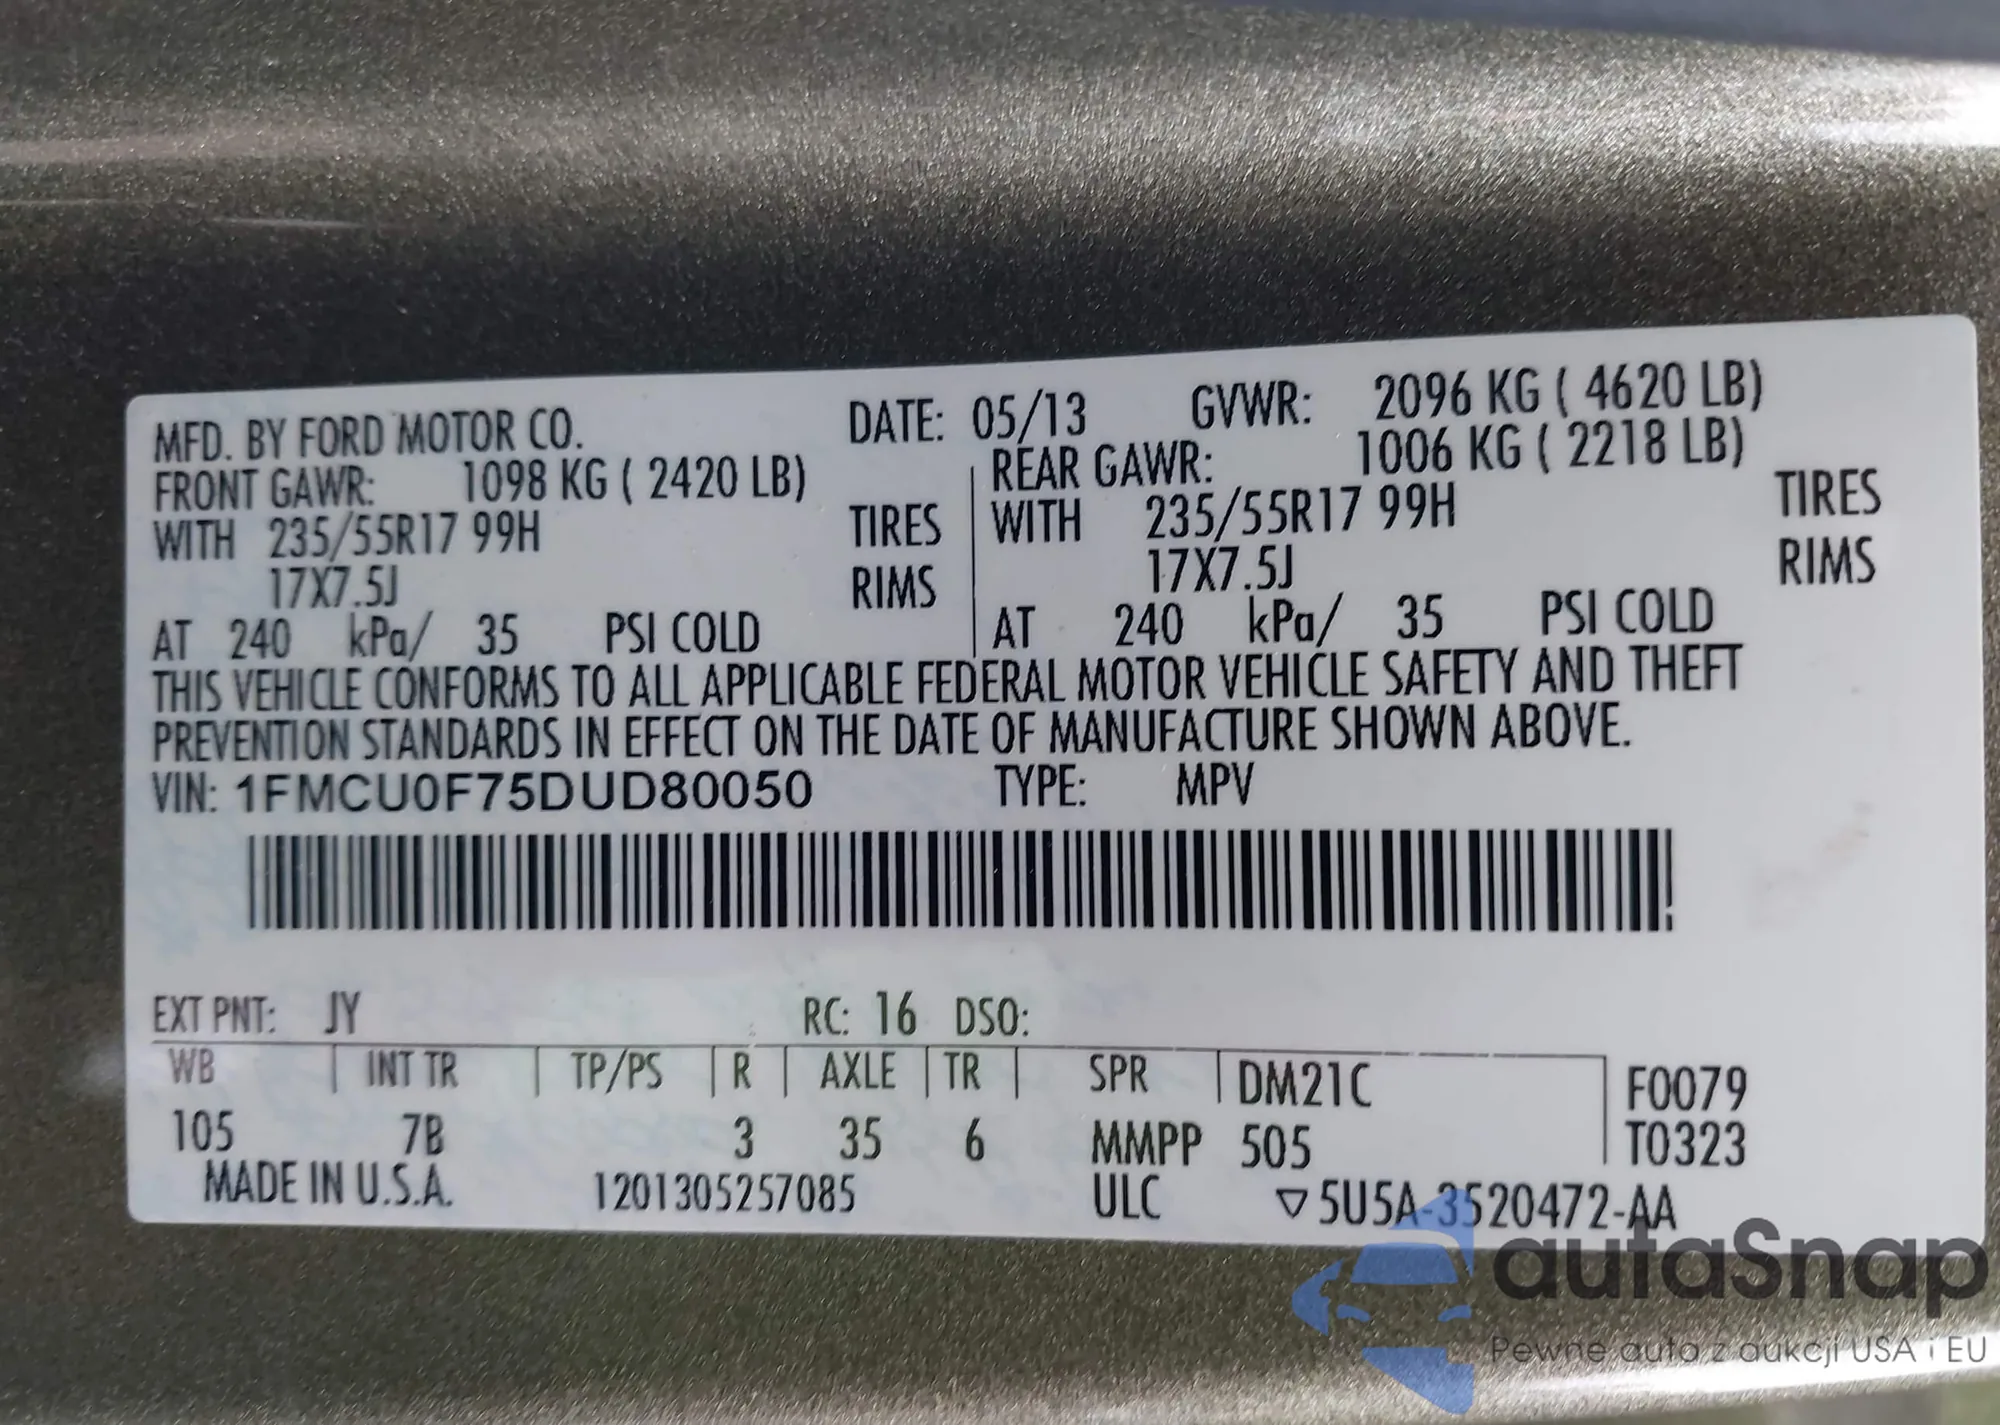 MFD. BY FORD MOTOR CO. DATE: 05/13 GVWR: 2096 KG ( 4620 LB)
FRONT GAWR: 1098 KG ( 2420 LB) REAR GAWR: 1006 KG ( 2218 LB)
WITH 235/55R17 99H TIRES WITH 235/55R17 99H TIRES
17X7.5J RIMS 17X7.5J RIMS
AT 240 kPa/ 35 PSI COLD AT 240 kPa/ 35 PSI COLD
THIS VEHICLE CONFORMS TO ALL APPLICABLE FEDERAL MOTOR VEHICLE SAFETY AND THEFT
PREVENTION STANDARDS IN EFFECT ON THE DATE OF MANUFACTURE SHOWN ABOVE.
VIN: 1FMCU0F75DUD80050 TYPE: MPV
EXT PNT: JY RC: 16 DSO:
WB INT TR TP/PS R AXLE TR SPR DM21C F0079
105 7B 3 35 6 MMPP 505 T0323
MADE IN U.S.A. 1201305257085 ULC ▽5U5A-3520472-AA
autaSnap
Pewne auta z aukcji USA i EU